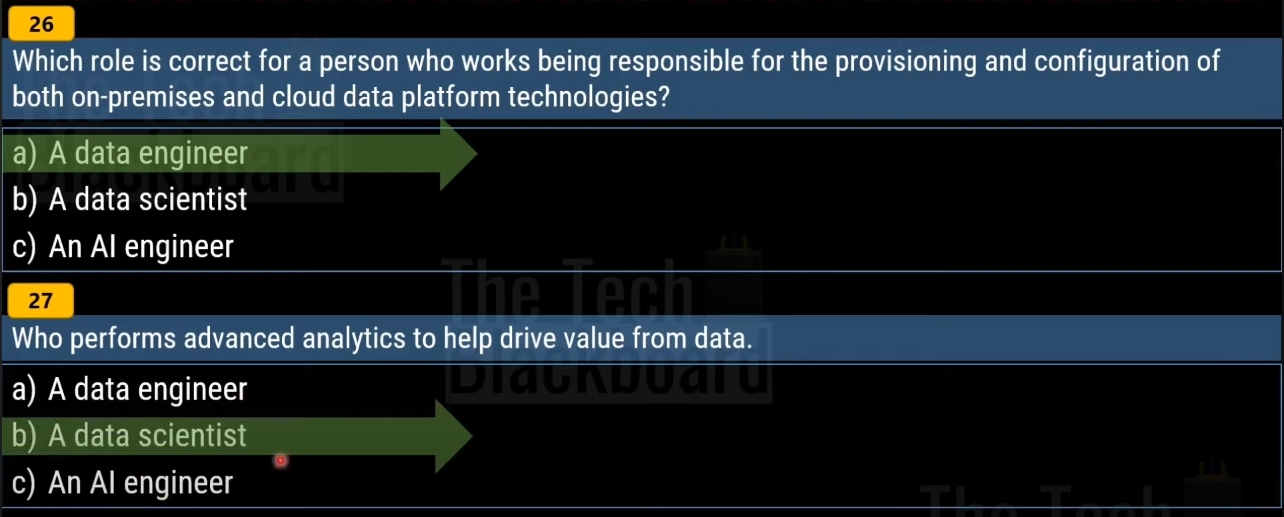 26
Which role is correct for a person who works being responsible for the provisioning and configuration of
both on-premises and cloud data platform technologies?
a) A data engineer
b) A data scientist
c) An AI engineer
The Tech
Blackboard
27
Who performs advanced analytics to help drive value from data.
a) A data engineer
b) A data scientist
c) An AI engineer
The Tech